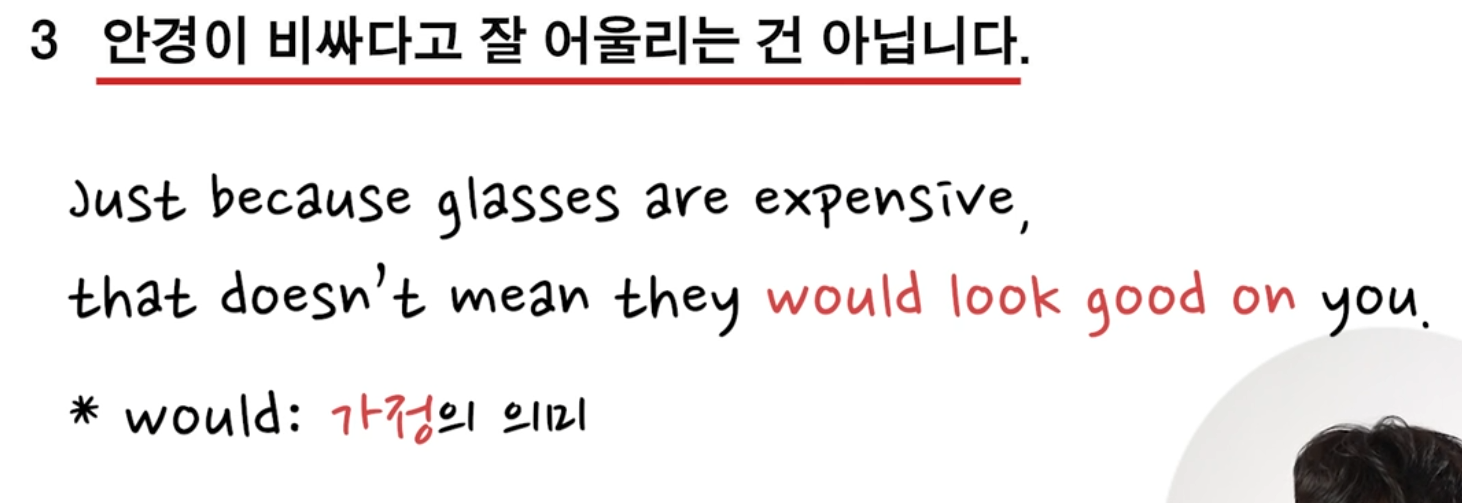 3 안경이 비싸다고 잘 어울리는 건 아닙니다.
Just because glasses are expensive,
that doesn't mean they would look good on you.
* would: 가정의 의미